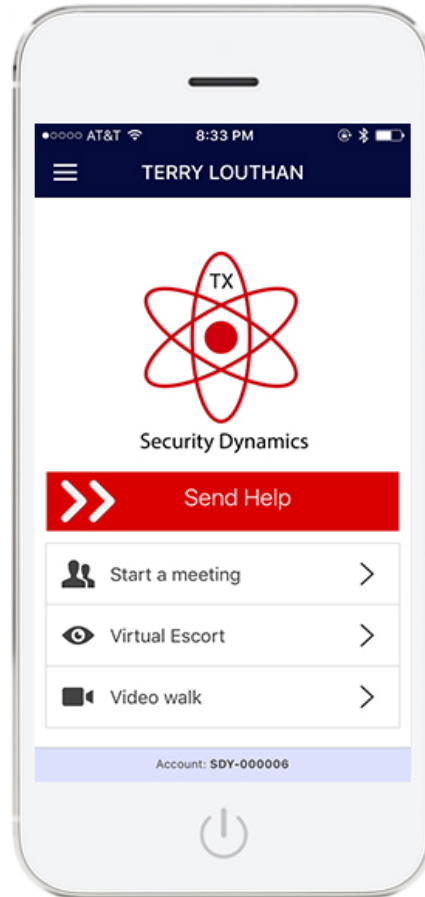 AT&T 8:33 PM
TERRY LOUTHAN
TX
Security Dynamics
Send Help
Start a meeting
Virtual Escort
Video walk
Account: SDY-000006